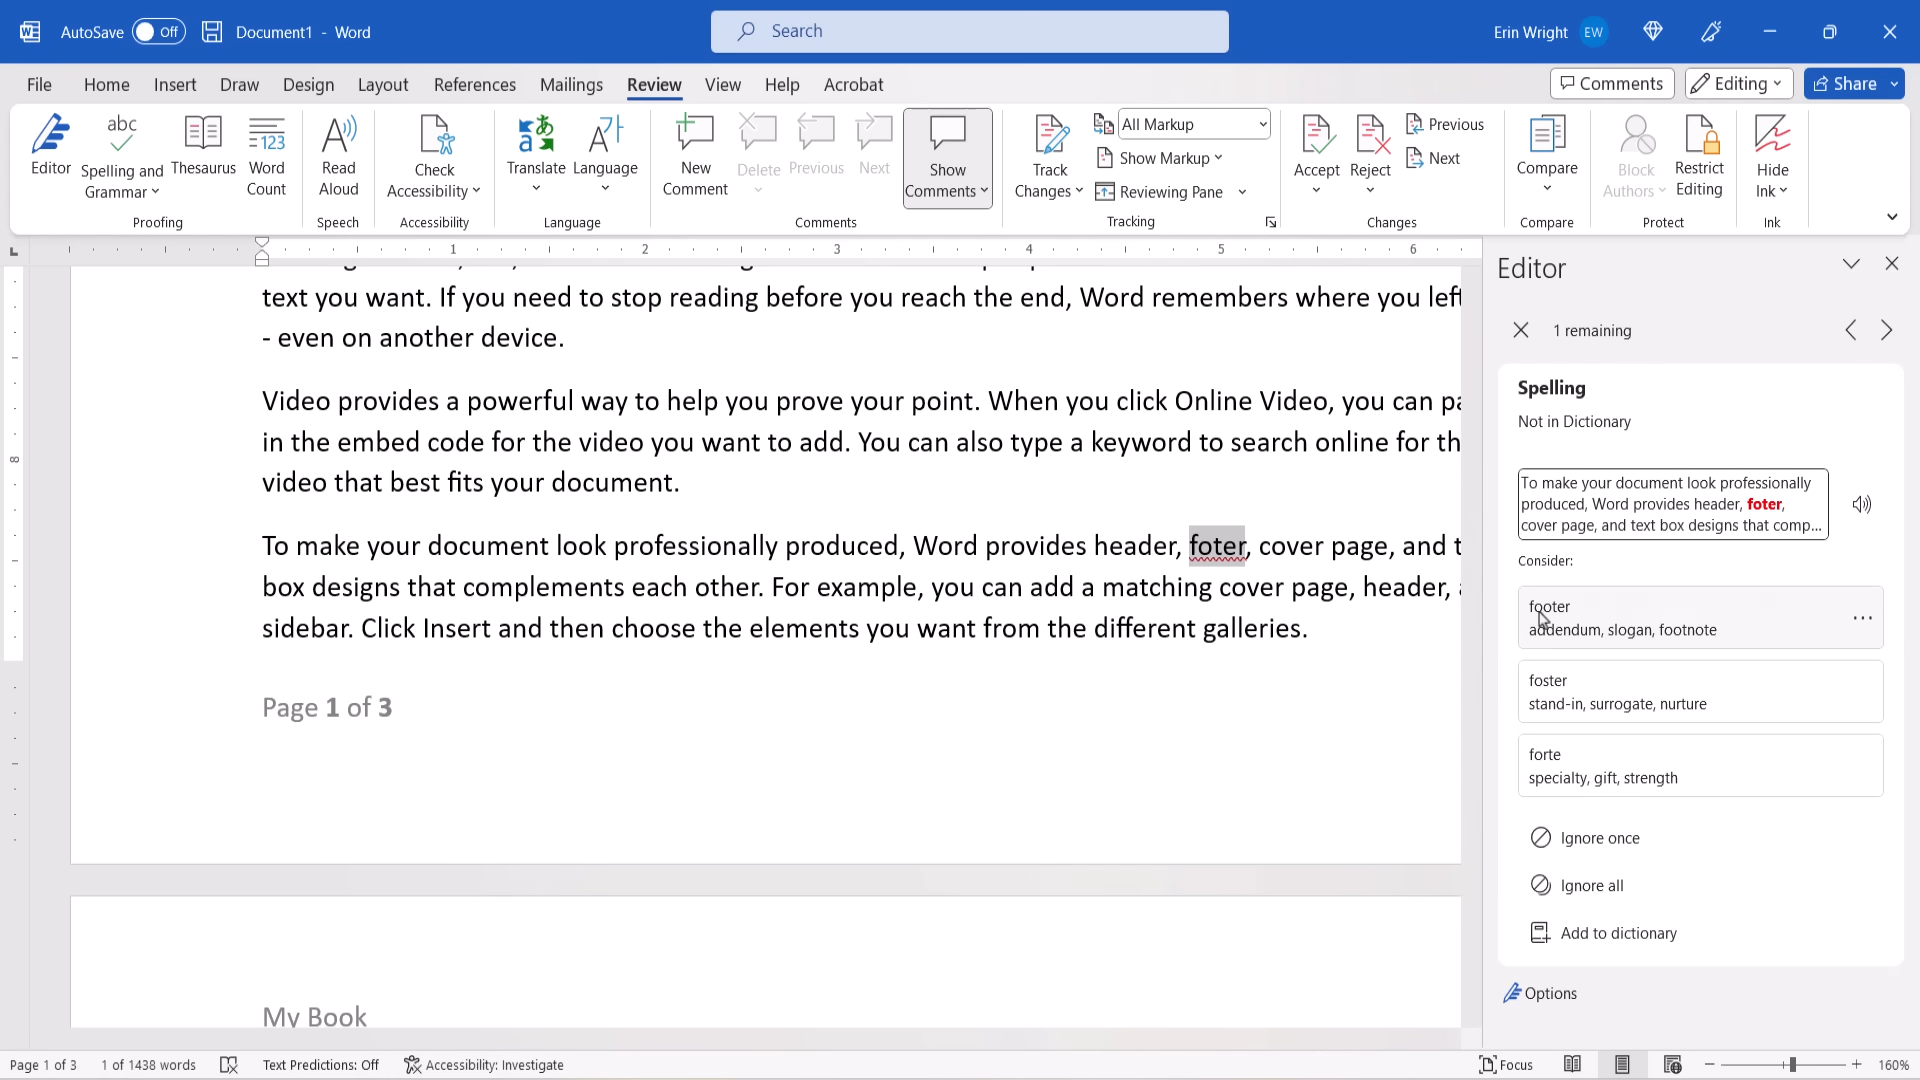 AutoSave Off Document1 - Word Search Erin Wright EW
File Home Insert Draw Design Layout References Mailings Review View Help Acrobat Comments Editing Share
Editor
abc
Spelling and
Grammar
Thesaurus
123
Word
Count
Proofing
Read
Aloud
Speech
Check
Accessibility
Accessibility
Translate
Language
Language
New
Comment
Delete
Previous
Next
Show
Comments
Comments
Track
Changes
All Markup
Show Markup
Reviewing Pane
Tracking
Accept
Reject
Previous
Next
Changes
Compare
Compare
Block
Authors
Restrict
Editing
Protect
Hide
Ink
Ink
1 2 3 4 5 6
8
text you want. If you need to stop reading before you reach the end, Word remembers where you left
- even on another device.
Video provides a powerful way to help you prove your point. When you click Online Video, you can
in the embed code for the video you want to add. You can also type a keyword to search online for
video that best fits your document.
To make your document look professionally produced, Word provides header, foter, cover page, and
box designs that complements each other. For example, you can add a matching cover page, header,
sidebar. Click Insert and then choose the elements you want from the different galleries.
Page 1 of 3
My Book
Editor
1 remaining
Spelling
Not in Dictionary
To make your document look professionally
produced, Word provides header, foter,
cover page, and text box designs that comp...
Consider:
footer
addendum, slogan, footnote
foster
stand-in, surrogate, nurture
forte
specialty, gift, strength
Ignore once
Ignore all
Add to dictionary
Options
Page 1 of 3 1 of 1438 words Text Predictions: Off Accessibility: Investigate Focus 160%